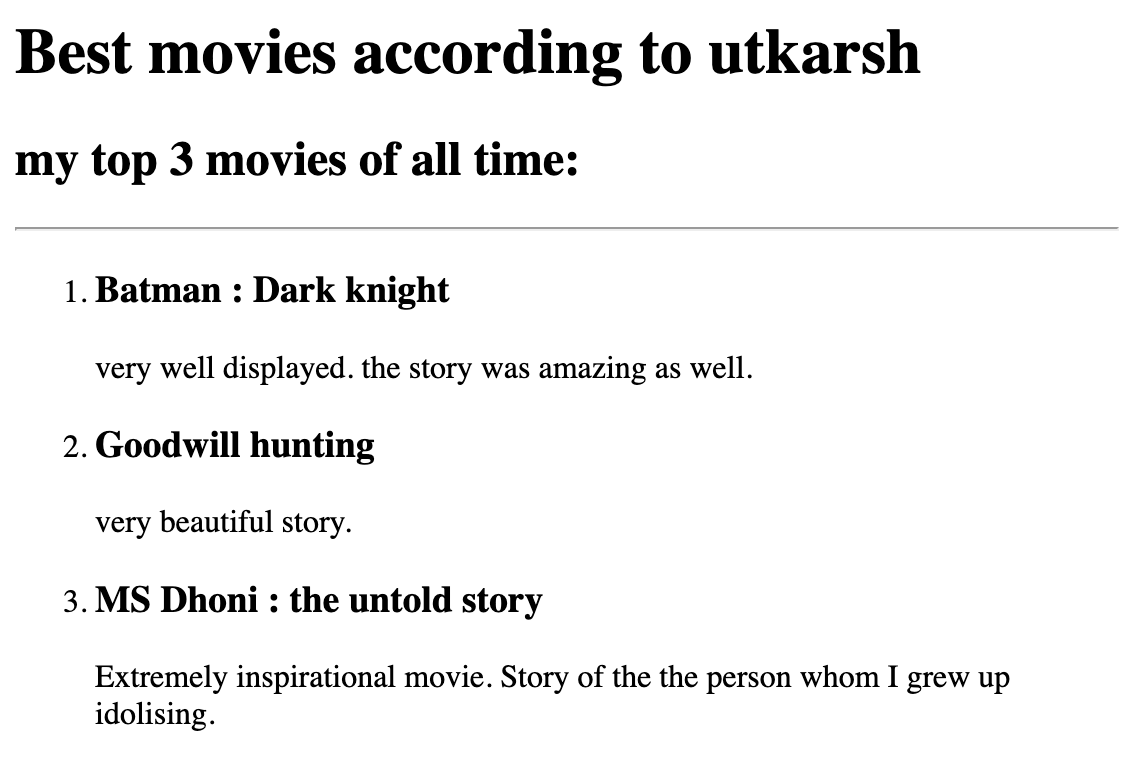 Best movies according to utkarsh
my top 3 movies of all time:
1. Batman : Dark knight
very well displayed. the story was amazing as well.
2. Goodwill hunting
very beautiful story.
3. MS Dhoni : the untold story
Extremely inspirational movie. Story of the the person whom I grew up
idolising.